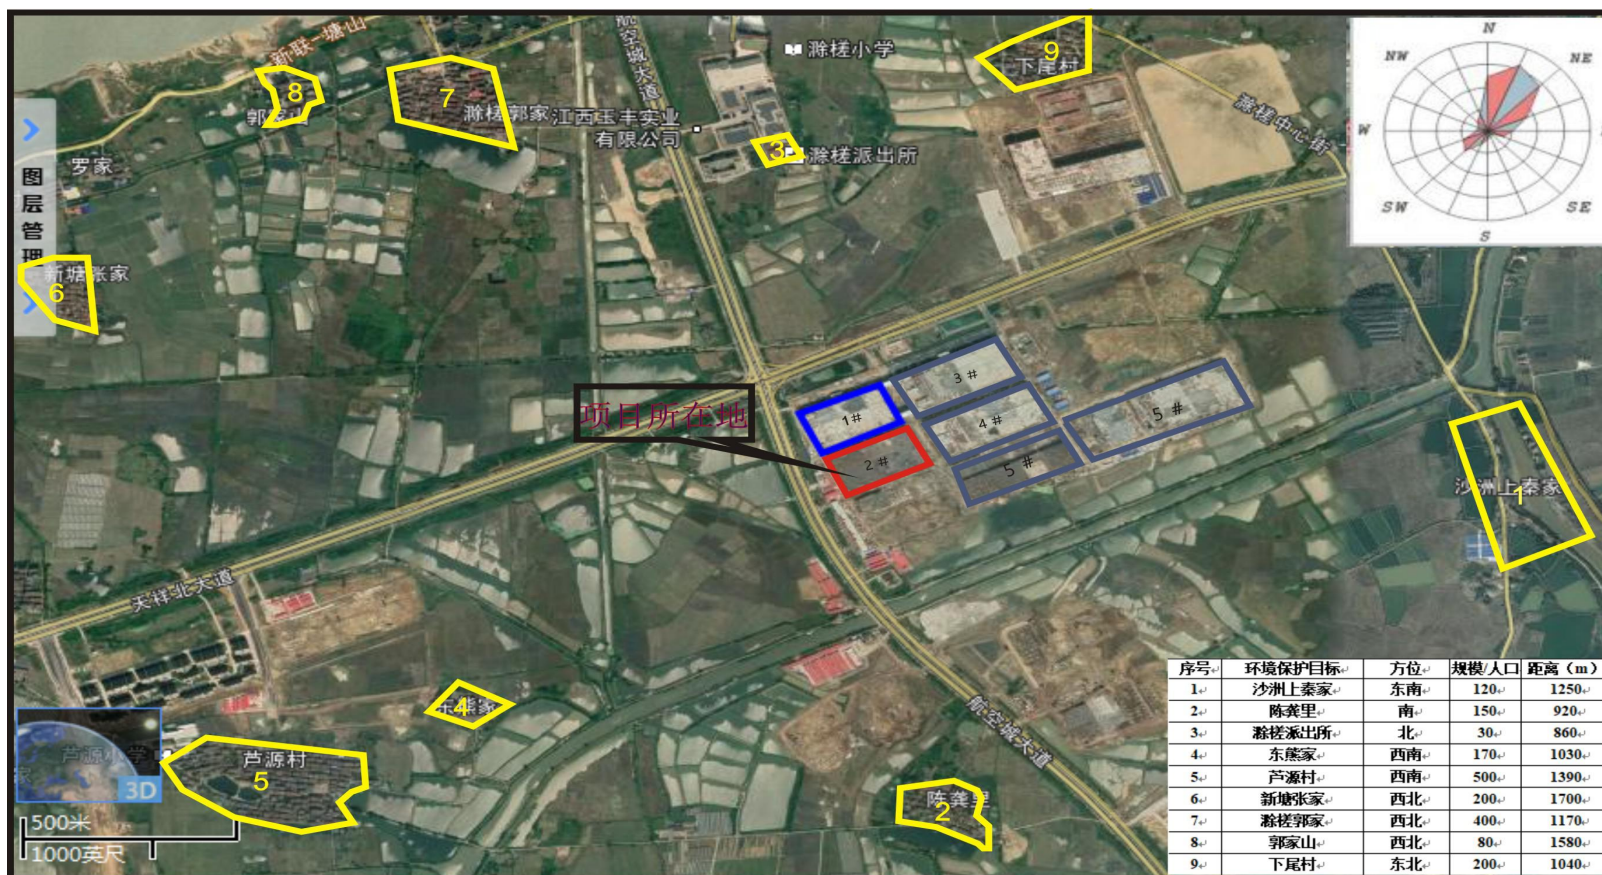 新联-塘山
航空城大道
滁槎小学
9
下尾村
N
NW
NE
W
SW
SE
S
8
7
滁槎郭家
江西玉丰实业
有限公司
3
滁槎派出所
滁槎中心街
罗家
图
层
管
理
新塘张家
6
项目所在地
1#
2 #
3 #
4 #
5 #
5 #
沙洲上秦家
1
天祥北大道
4
东熊家
航空城大道
芦源小学
芦源村
5
陈龚里
2
3D
500米
1000英尺
序号 环境保护目标 方位 规模/人口 距离（m）
1 沙洲上秦家 东南 120 1250
2 陈龚里 南 150 920
3 滁槎派出所 北 30 860
4 东熊家 西南 170 1030
5 芦源村 西南 500 1390
6 新塘张家 西北 200 1700
7 滁槎郭家 西北 400 1170
8 郭家山 西北 80 1580
9 下尾村 东北 200 1040